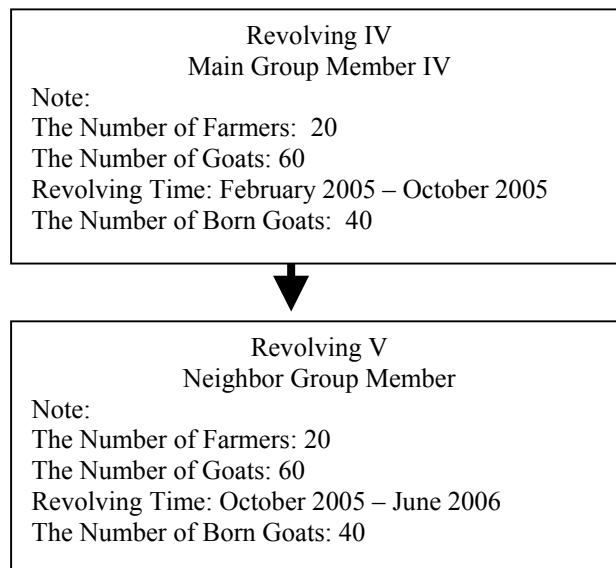 Revolving IV
Main Group Member IV
Note:
The Number of Farmers:  20
The Number of Goats: 60
Revolving Time: February 2005 – October 2005
The Number of Born Goats:  40
Revolving V
Neighbor Group Member
Note:
The Number of Farmers: 20
The Number of Goats: 60
Revolving Time: October 2005 – June 2006
The Number of Born Goats: 40